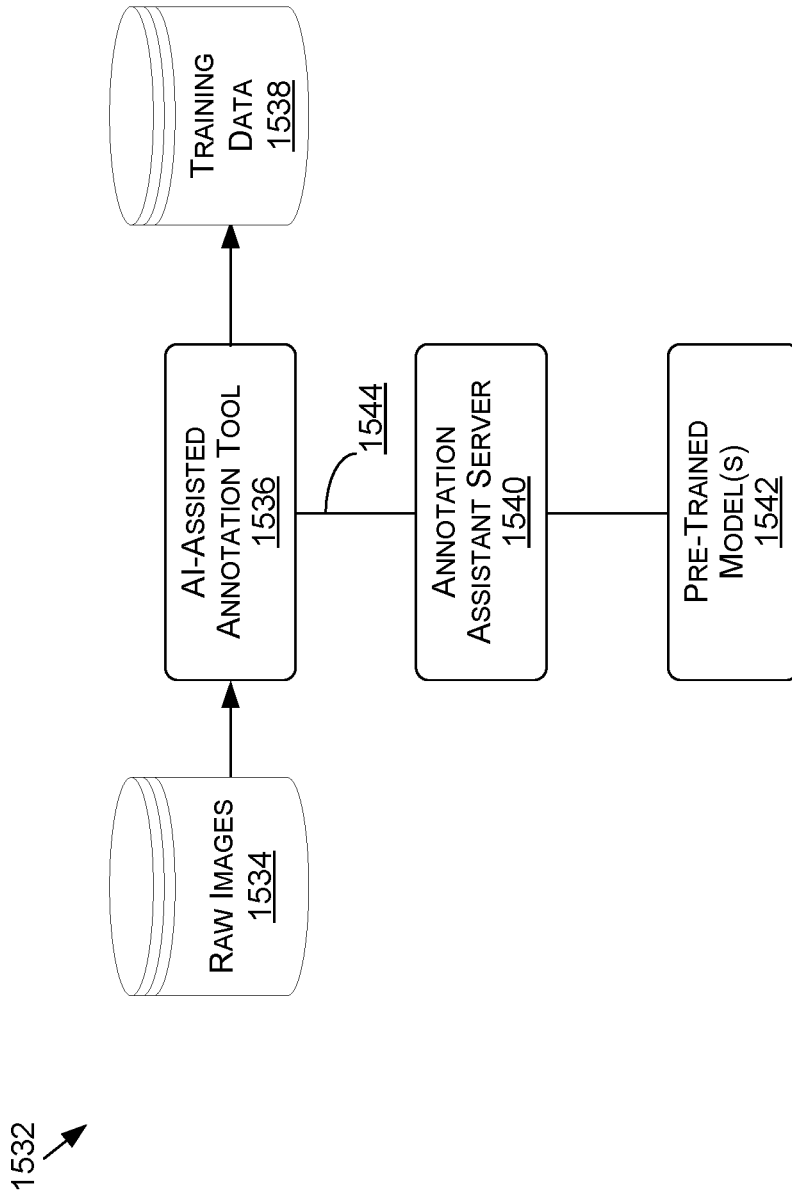 1532
RAW IMAGES
1534
AI-ASSISTED
ANNOTATION TOOL
1536
TRAINING
DATA
1538
1544
ANNOTATION
ASSISTANT SERVER
1540
PRE-TRAINED
MODEL(S)
1542